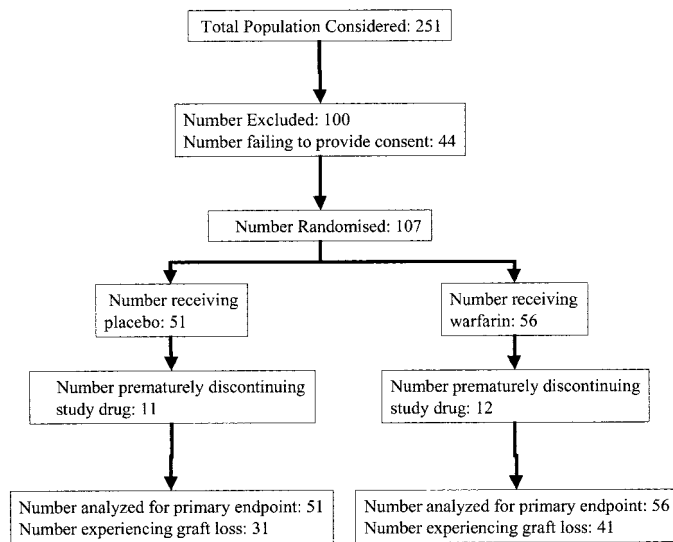 Total Population Considered: 251
Number Excluded: 100
Number failing to provide consent: 44
Number Randomised: 107
Number receiving
placebo: 51
Number receiving
warfarin: 56
Number prematurely discontinuing
study drug: 11
Number prematurely discontinuing
study drug: 12
Number analyzed for primary endpoint: 51
Number experiencing graft loss: 31
Number analyzed for primary endpoint: 56
Number experiencing graft loss: 41